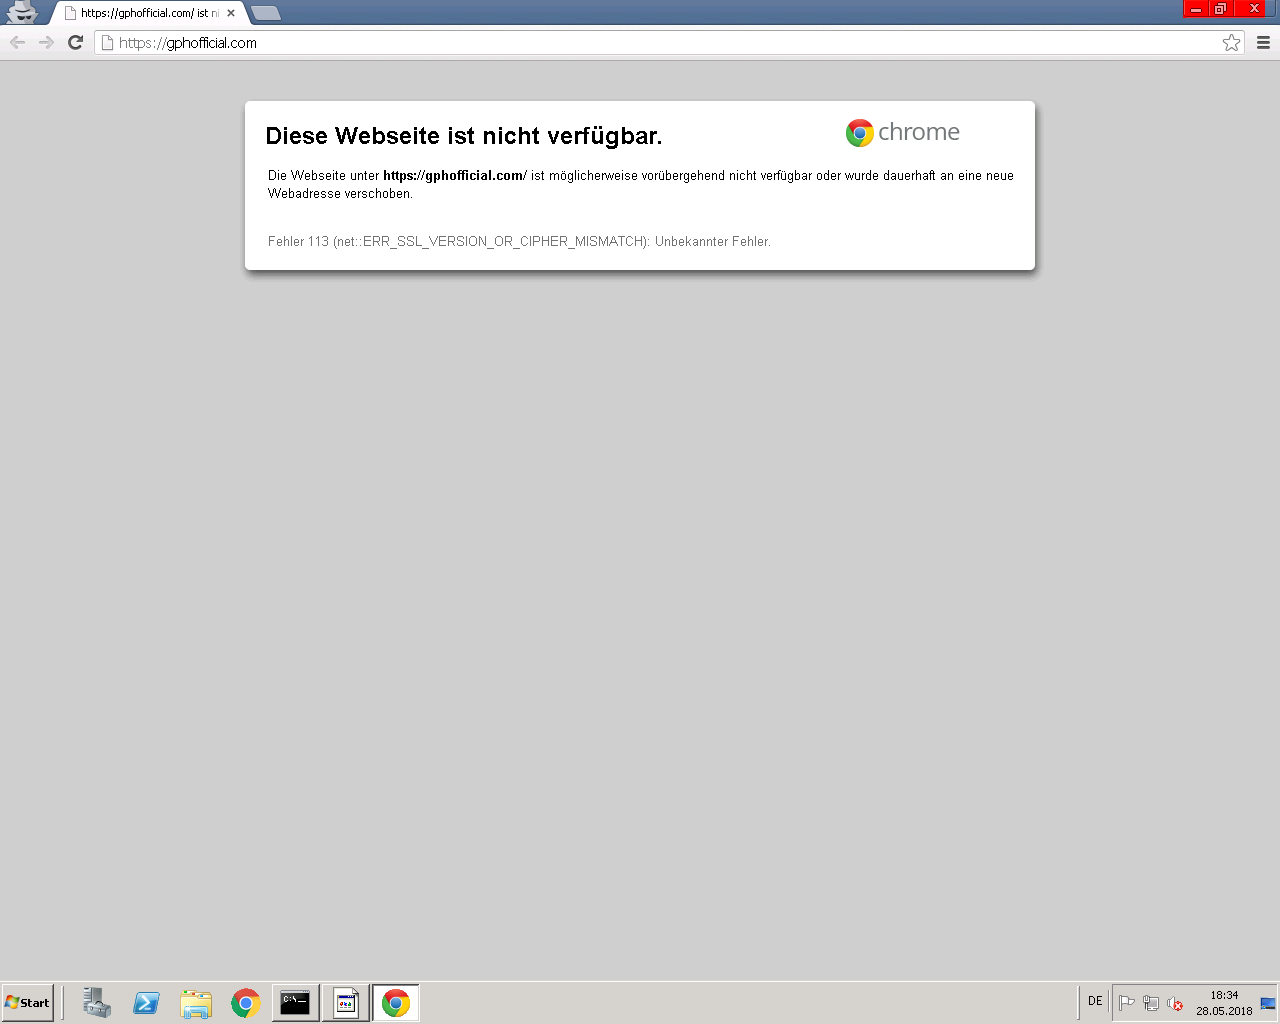 https://gphofficial.com/ ist ni
https://gphofficial.com
Diese Webseite ist nicht verfügbar.
chrome
Die Webseite unter https://gphofficial.com/ ist möglicherweise vorübergehend nicht verfügbar oder wurde dauerhaft an eine neue
Webadresse verschoben.
Fehler 113 (net::ERR_SSL_VERSION_OR_CIPHER_MISMATCH): Unbekannter Fehler.
Start
C:\_
DE
18:34
28.05.2018